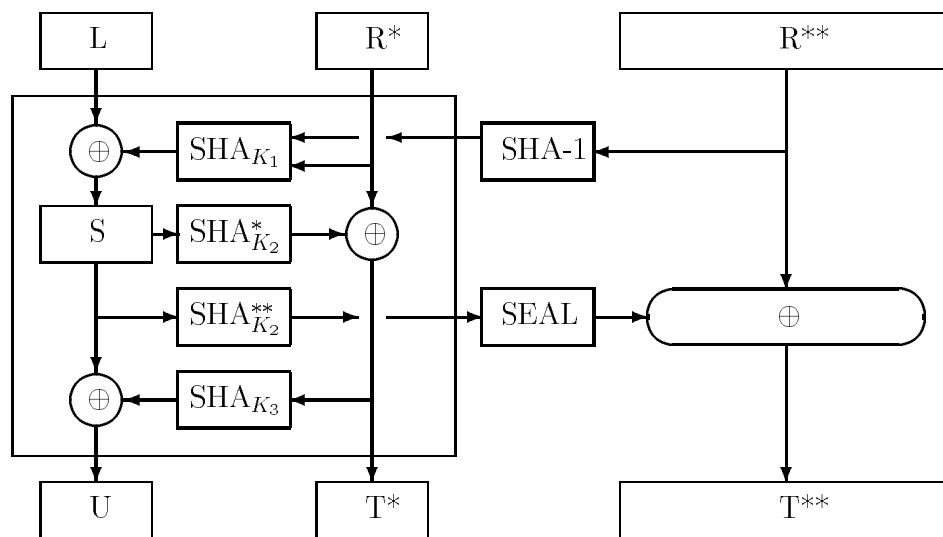 L R* R**
⊕ SHA_{K_1} SHA-1
S SHA*_{K_2} ⊕
SHA**_{K_2} SEAL ⊕
⊕ SHA_{K_3}
U T* T**